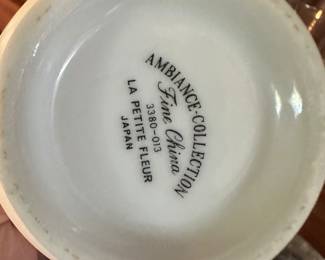 AMBIANCE-COLLECTION
Fine China
3380-013
LA PETITE FLEUR
JAPAN